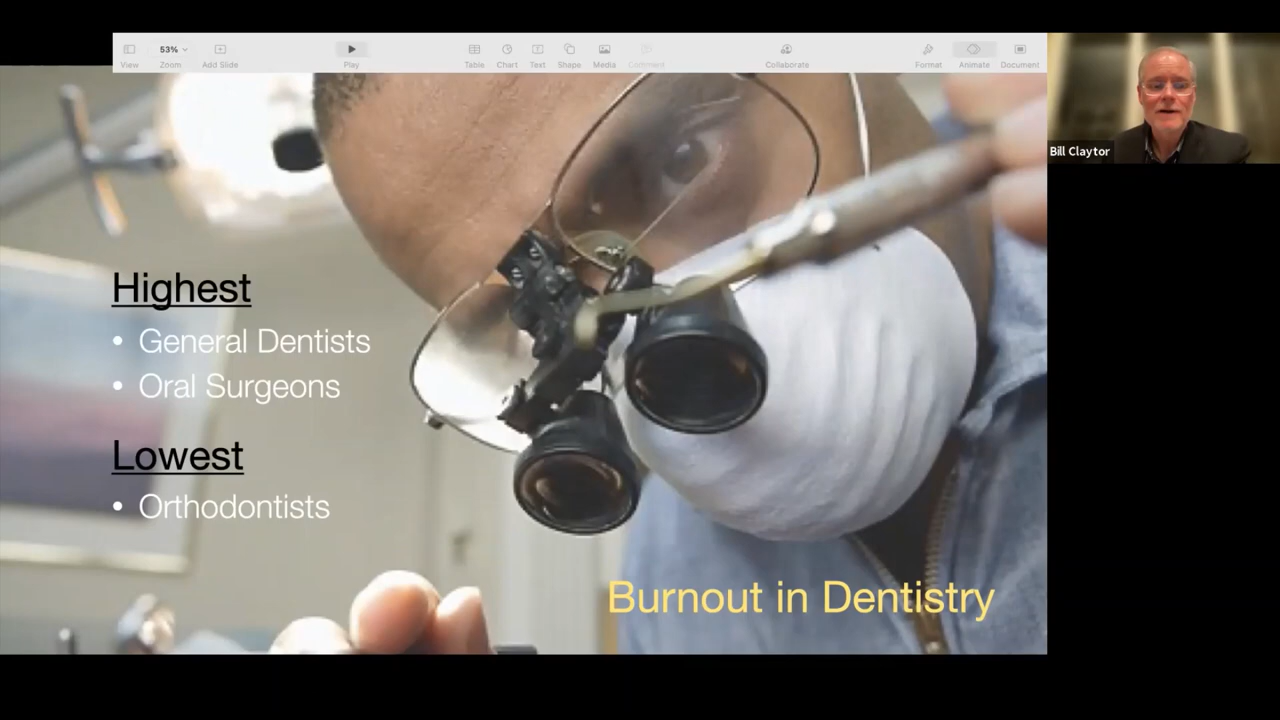 53%
View
Zoom
Add Slide
Play
Table
Chart
Text
Shape
Media
Comment
Collaborate
Format
Animate
Document
Bill Claytor
Highest
• General Dentists
• Oral Surgeons
Lowest
• Orthodontists
Burnout in Dentistry